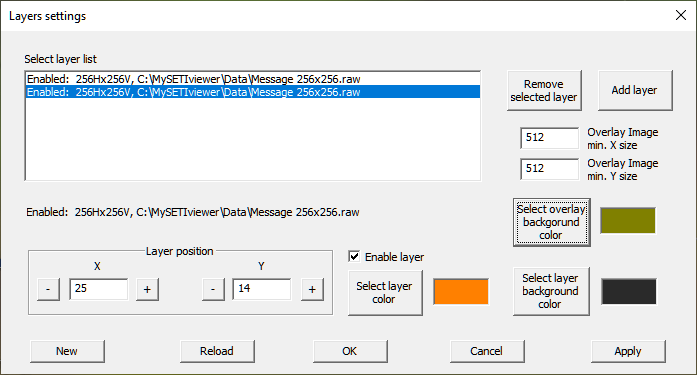 Layers settings
Select layer list
Enabled:  256Hx256V, C:\MySETIviewer\Data\Message 256x256.raw
Enabled:  256Hx256V, C:\MySETIviewer\Data\Message 256x256.raw
Remove
selected layer
Add layer
512
Overlay Image
min. X size
512
Overlay Image
min. Y size
Enabled:  256Hx256V, C:\MySETIviewer\Data\Message 256x256.raw
Select overlay
backgorund
color
Layer position
X
Y
-
25
+
-
14
+
Enable layer
Select layer
color
Select layer
background
color
New
Reload
OK
Cancel
Apply